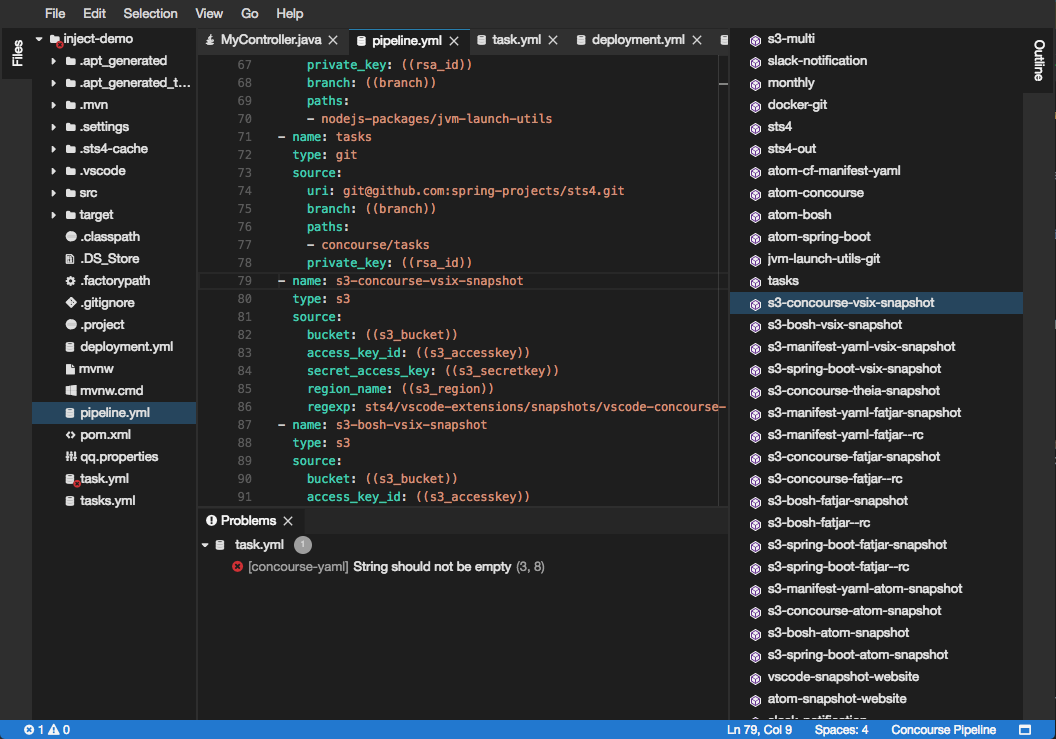 File Edit Selection View Go Help
Files
inject-demo
.apt_generated
.apt_generated_t...
.mvn
.settings
.sts4-cache
.vscode
src
target
.classpath
.DS_Store
.factorypath
.gitignore
.project
deployment.yml
mvnw
mvnw.cmd
pipeline.yml
pom.xml
qq.properties
task.yml
tasks.yml
MyController.java pipeline.yml task.yml deployment.yml
67 private_key: ((rsa_id))
68 branch: ((branch))
69 paths:
70 - nodejs-packages/jvm-launch-utils
71 - name: tasks
72 type: git
73 source:
74 uri: git@github.com:spring-projects/sts4.git
75 branch: ((branch))
76 paths:
77 - concourse/tasks
78 private_key: ((rsa_id))
79 - name: s3-concourse-vsix-snapshot
80 type: s3
81 source:
82 bucket: ((s3_bucket))
83 access_key_id: ((s3_accesskey))
84 secret_access_key: ((s3_secretkey))
85 region_name: ((s3_region))
86 regexp: sts4/vscode-extensions/snapshots/vscode-concourse-
87 - name: s3-bosh-vsix-snapshot
88 type: s3
89 source:
90 bucket: ((s3_bucket))
91 access_key_id: ((s3_accesskey))
Problems
task.yml 1
[concourse-yaml] String should not be empty (3, 8)
s3-multi
slack-notification
monthly
docker-git
sts4
sts4-out
atom-cf-manifest-yaml
atom-concourse
atom-bosh
atom-spring-boot
jvm-launch-utils-git
tasks
s3-concourse-vsix-snapshot
s3-bosh-vsix-snapshot
s3-manifest-yaml-vsix-snapshot
s3-spring-boot-vsix-snapshot
s3-concourse-theia-snapshot
s3-manifest-yaml-fatjar-snapshot
s3-manifest-yaml-fatjar--rc
s3-concourse-fatjar-snapshot
s3-concourse-fatjar--rc
s3-bosh-fatjar-snapshot
s3-bosh-fatjar--rc
s3-spring-boot-fatjar-snapshot
s3-spring-boot-fatjar--rc
s3-manifest-yaml-atom-snapshot
s3-concourse-atom-snapshot
s3-bosh-atom-snapshot
s3-spring-boot-atom-snapshot
vscode-snapshot-website
atom-snapshot-website
slack-notification
Outline
1 0 Ln 79, Col 9 Spaces: 4 Concourse Pipeline